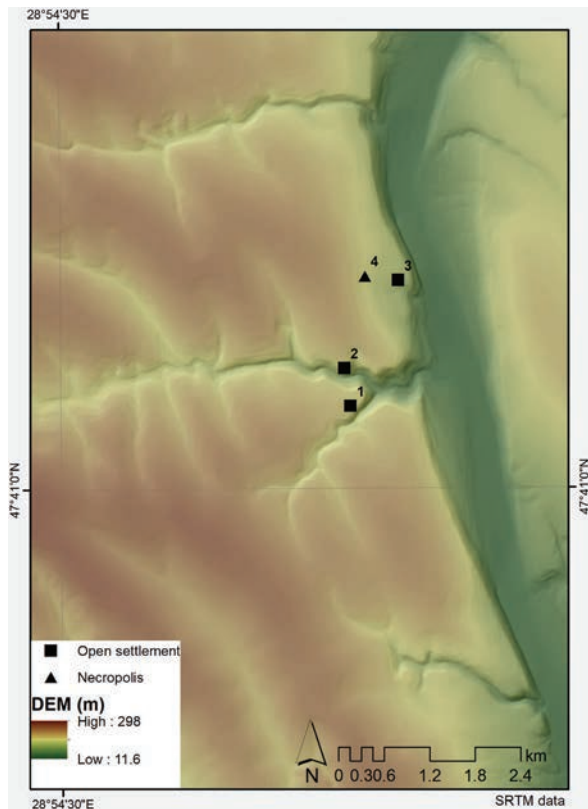 28°54'30"E
4
3
2
1
47°41'0"N
47°41'0"N
Open settlement
Necropolis
DEM (m)
High : 298
Low : 11.6
N
km
0 0.30.6 1.2 1.8 2.4
28°54'30"E
SRTM data